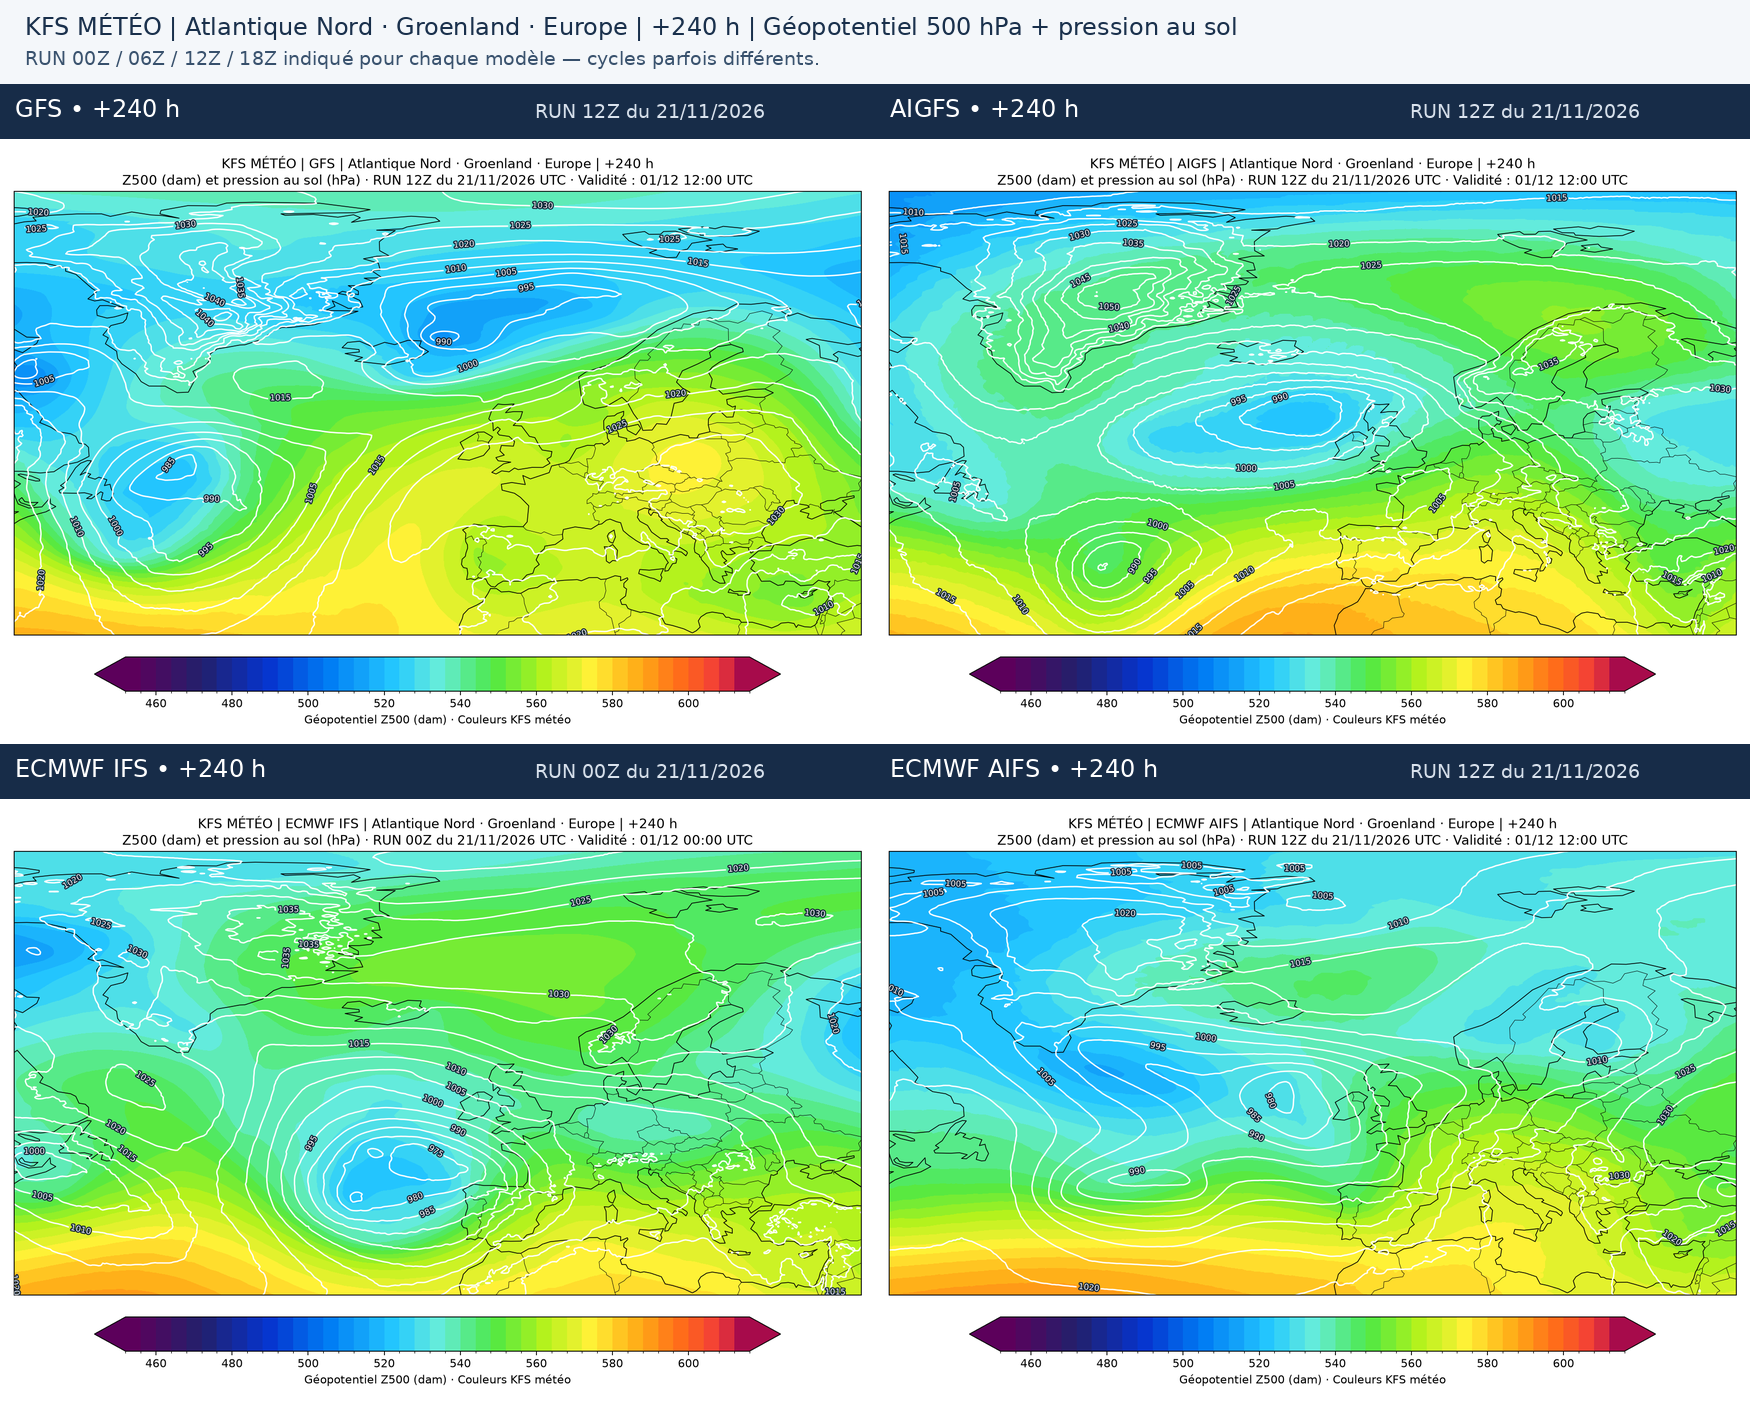 KFS MÉTÉO | Atlantique Nord · Groenland · Europe | +240 h | Géopotentiel 500 hPa + pression au sol
RUN 00Z / 06Z / 12Z / 18Z indiqué pour chaque modèle — cycles parfois différents.
GFS • +240 h
RUN 12Z du 21/11/2026
AIGFS • +240 h
RUN 12Z du 21/11/2026
KFS MÉTÉO | GFS | Atlantique Nord · Groenland · Europe | +240 h
Z500 (dam) et pression au sol (hPa) · RUN 12Z du 21/11/2026 UTC · Validité : 01/12 12:00 UTC
KFS MÉTÉO | AIGFS | Atlantique Nord · Groenland · Europe | +240 h
Z500 (dam) et pression au sol (hPa) · RUN 12Z du 21/11/2026 UTC · Validité : 01/12 12:00 UTC
460 480 500 520 540 560 580 600
Géopotentiel Z500 (dam) · Couleurs KFS météo
460 480 500 520 540 560 580 600
Géopotentiel Z500 (dam) · Couleurs KFS météo
ECMWF IFS • +240 h
RUN 00Z du 21/11/2026
ECMWF AIFS • +240 h
RUN 12Z du 21/11/2026
KFS MÉTÉO | ECMWF IFS | Atlantique Nord · Groenland · Europe | +240 h
Z500 (dam) et pression au sol (hPa) · RUN 00Z du 21/11/2026 UTC · Validité : 01/12 00:00 UTC
KFS MÉTÉO | ECMWF AIFS | Atlantique Nord · Groenland · Europe | +240 h
Z500 (dam) et pression au sol (hPa) · RUN 12Z du 21/11/2026 UTC · Validité : 01/12 12:00 UTC
460 480 500 520 540 560 580 600
Géopotentiel Z500 (dam) · Couleurs KFS météo
460 480 500 520 540 560 580 600
Géopotentiel Z500 (dam) · Couleurs KFS météo